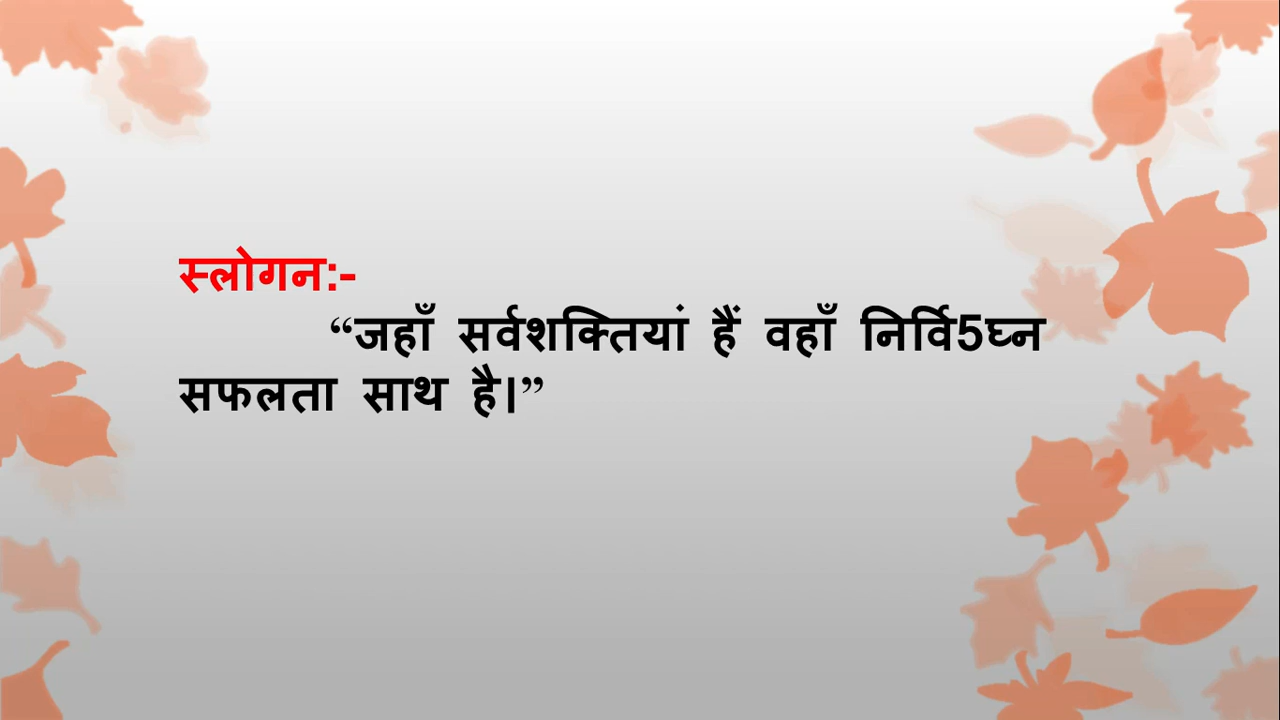 स्लोगन:-
“जहाँ सर्वशक्तियां हैं वहाँ निर्वि5घ्न
सफलता साथ है।”